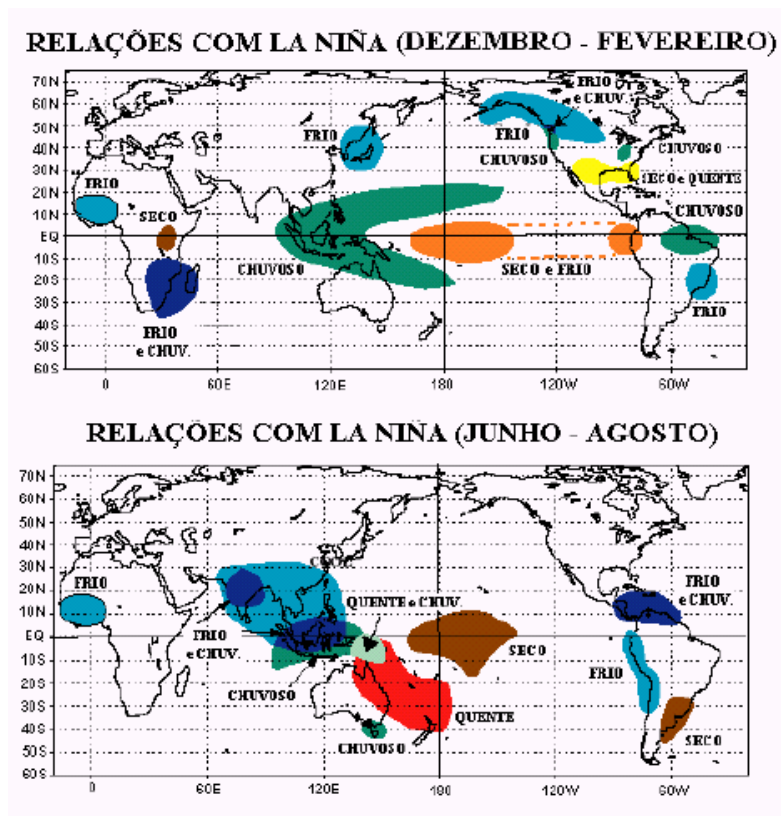 RELAÇÕES COM LA NIÑA (DEZEMBRO - FEVEREIRO)
70N
60N
50N
40N
30N
20N
10N
EQ
10S
20S
30S
40S
50S
60S
FRIO
e CHUV.
FRIO
FRIO
CHUVOSO
CHUVOSO
SECO e QUENTE
FRIO
SECO
CHUVOSO
CHUVOSO
SECO e FRIO
FRIO
FRIO
e CHUV.
0
60E
120E
180
120W
60W
RELAÇÕES COM LA NIÑA (JUNHO - AGOSTO)
70N
60N
50N
40N
30N
20N
10N
EQ
10S
20S
30S
40S
50S
60S
FRIO
QUENTE e CHUV.
FRIO
e CHUV.
FRIO
e CHUV.
SECO
FRIO
CHUVOSO
QUENTE
CHUVOSO
SECO
0
60E
120E
180
120W
60W